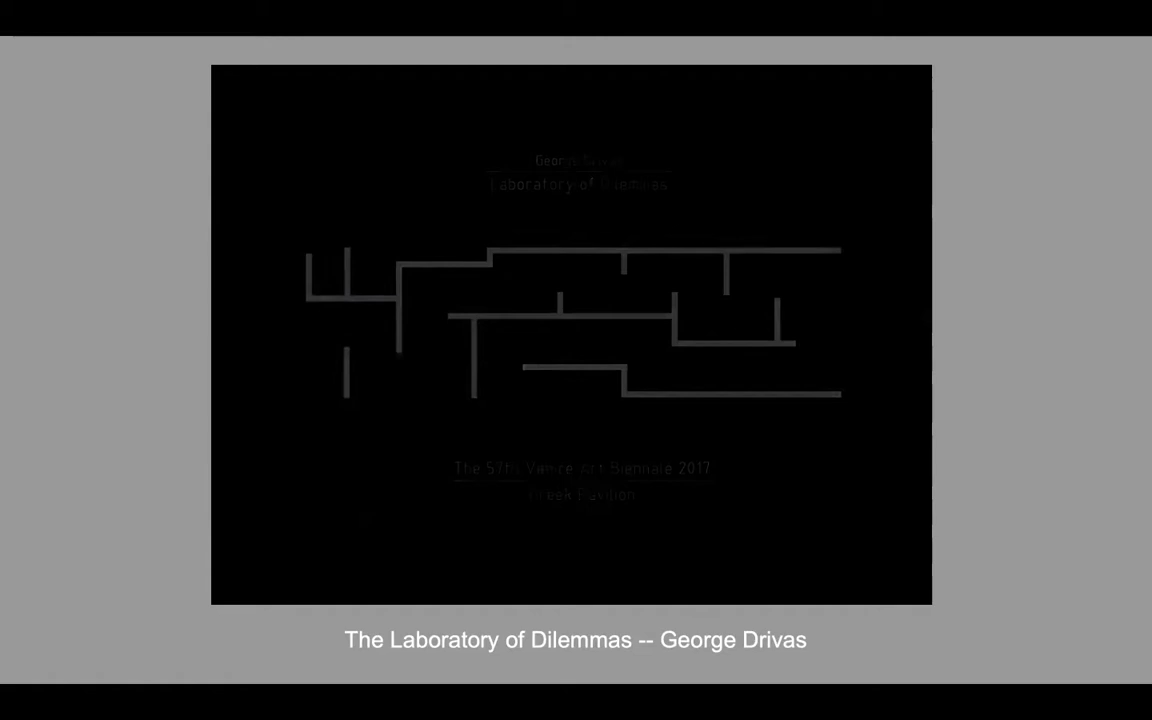 George Drivas
Laboratory of Dilemmas
The 57th Venice Art Biennale 2017
Greek Pavilion
The Laboratory of Dilemmas -- George Drivas